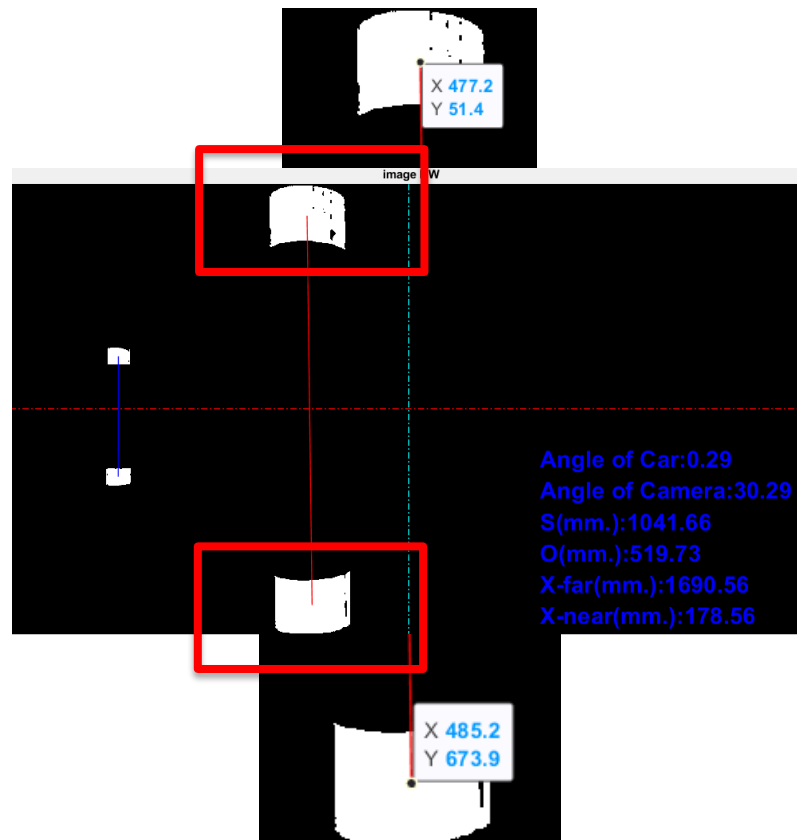 X 477.2
Y 51.4
image BW
Angle of Car:0.29
Angle of Camera:30.29
S(mm.):1041.66
O(mm.):519.73
X-far(mm.):1690.56
X-near(mm.):178.56
X 485.2
Y 673.9